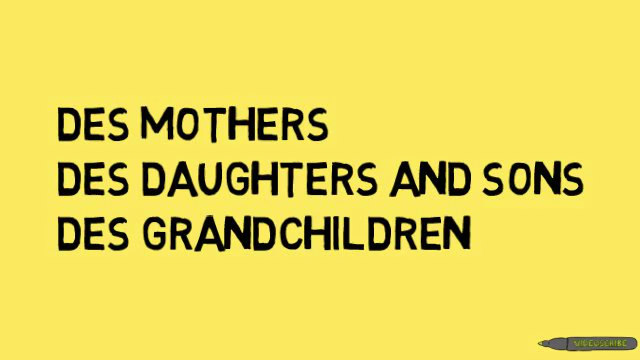 DES MOTHERS
DES DAUGHTERS AND SONS
DES GRANDCHILDREN
VIDEOSCRIBE